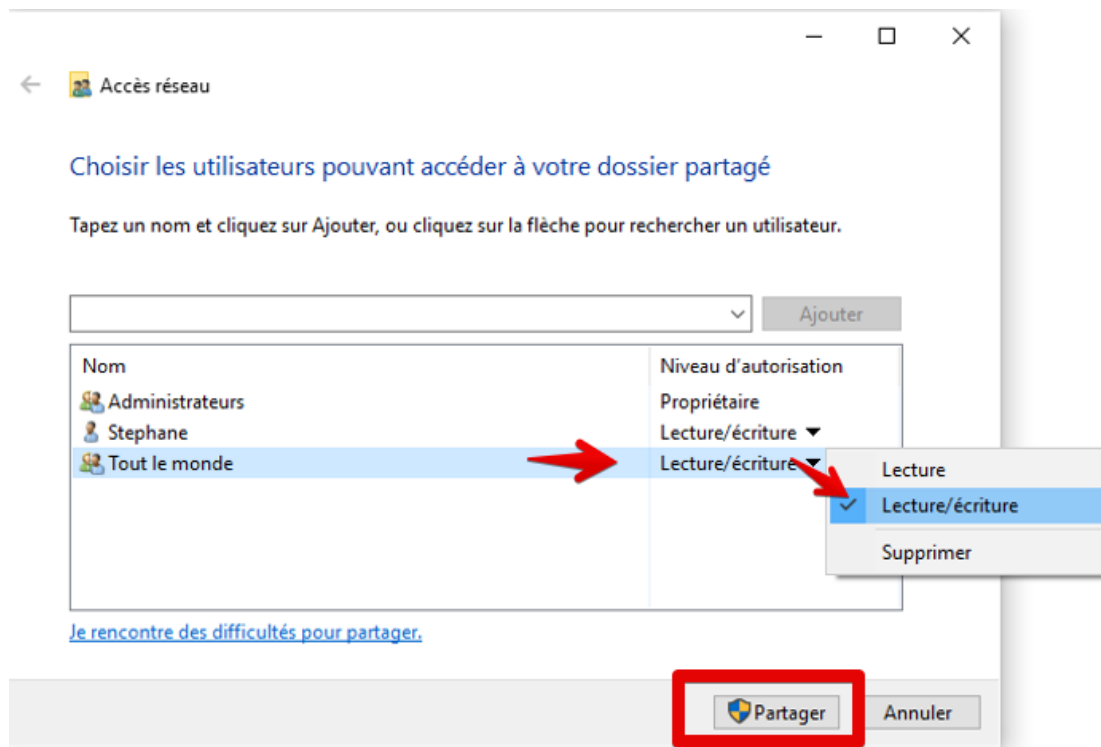 Accès réseau
Choisir les utilisateurs pouvant accéder à votre dossier partagé
Tapez un nom et cliquez sur Ajouter, ou cliquez sur la flèche pour rechercher un utilisateur.
Ajouter
Nom Niveau d'autorisation
Administrateurs Propriétaire
Stephane Lecture/écriture
Tout le monde Lecture/écriture
Lecture
Lecture/écriture
Supprimer
Je rencontre des difficultés pour partager.
Partager Annuler